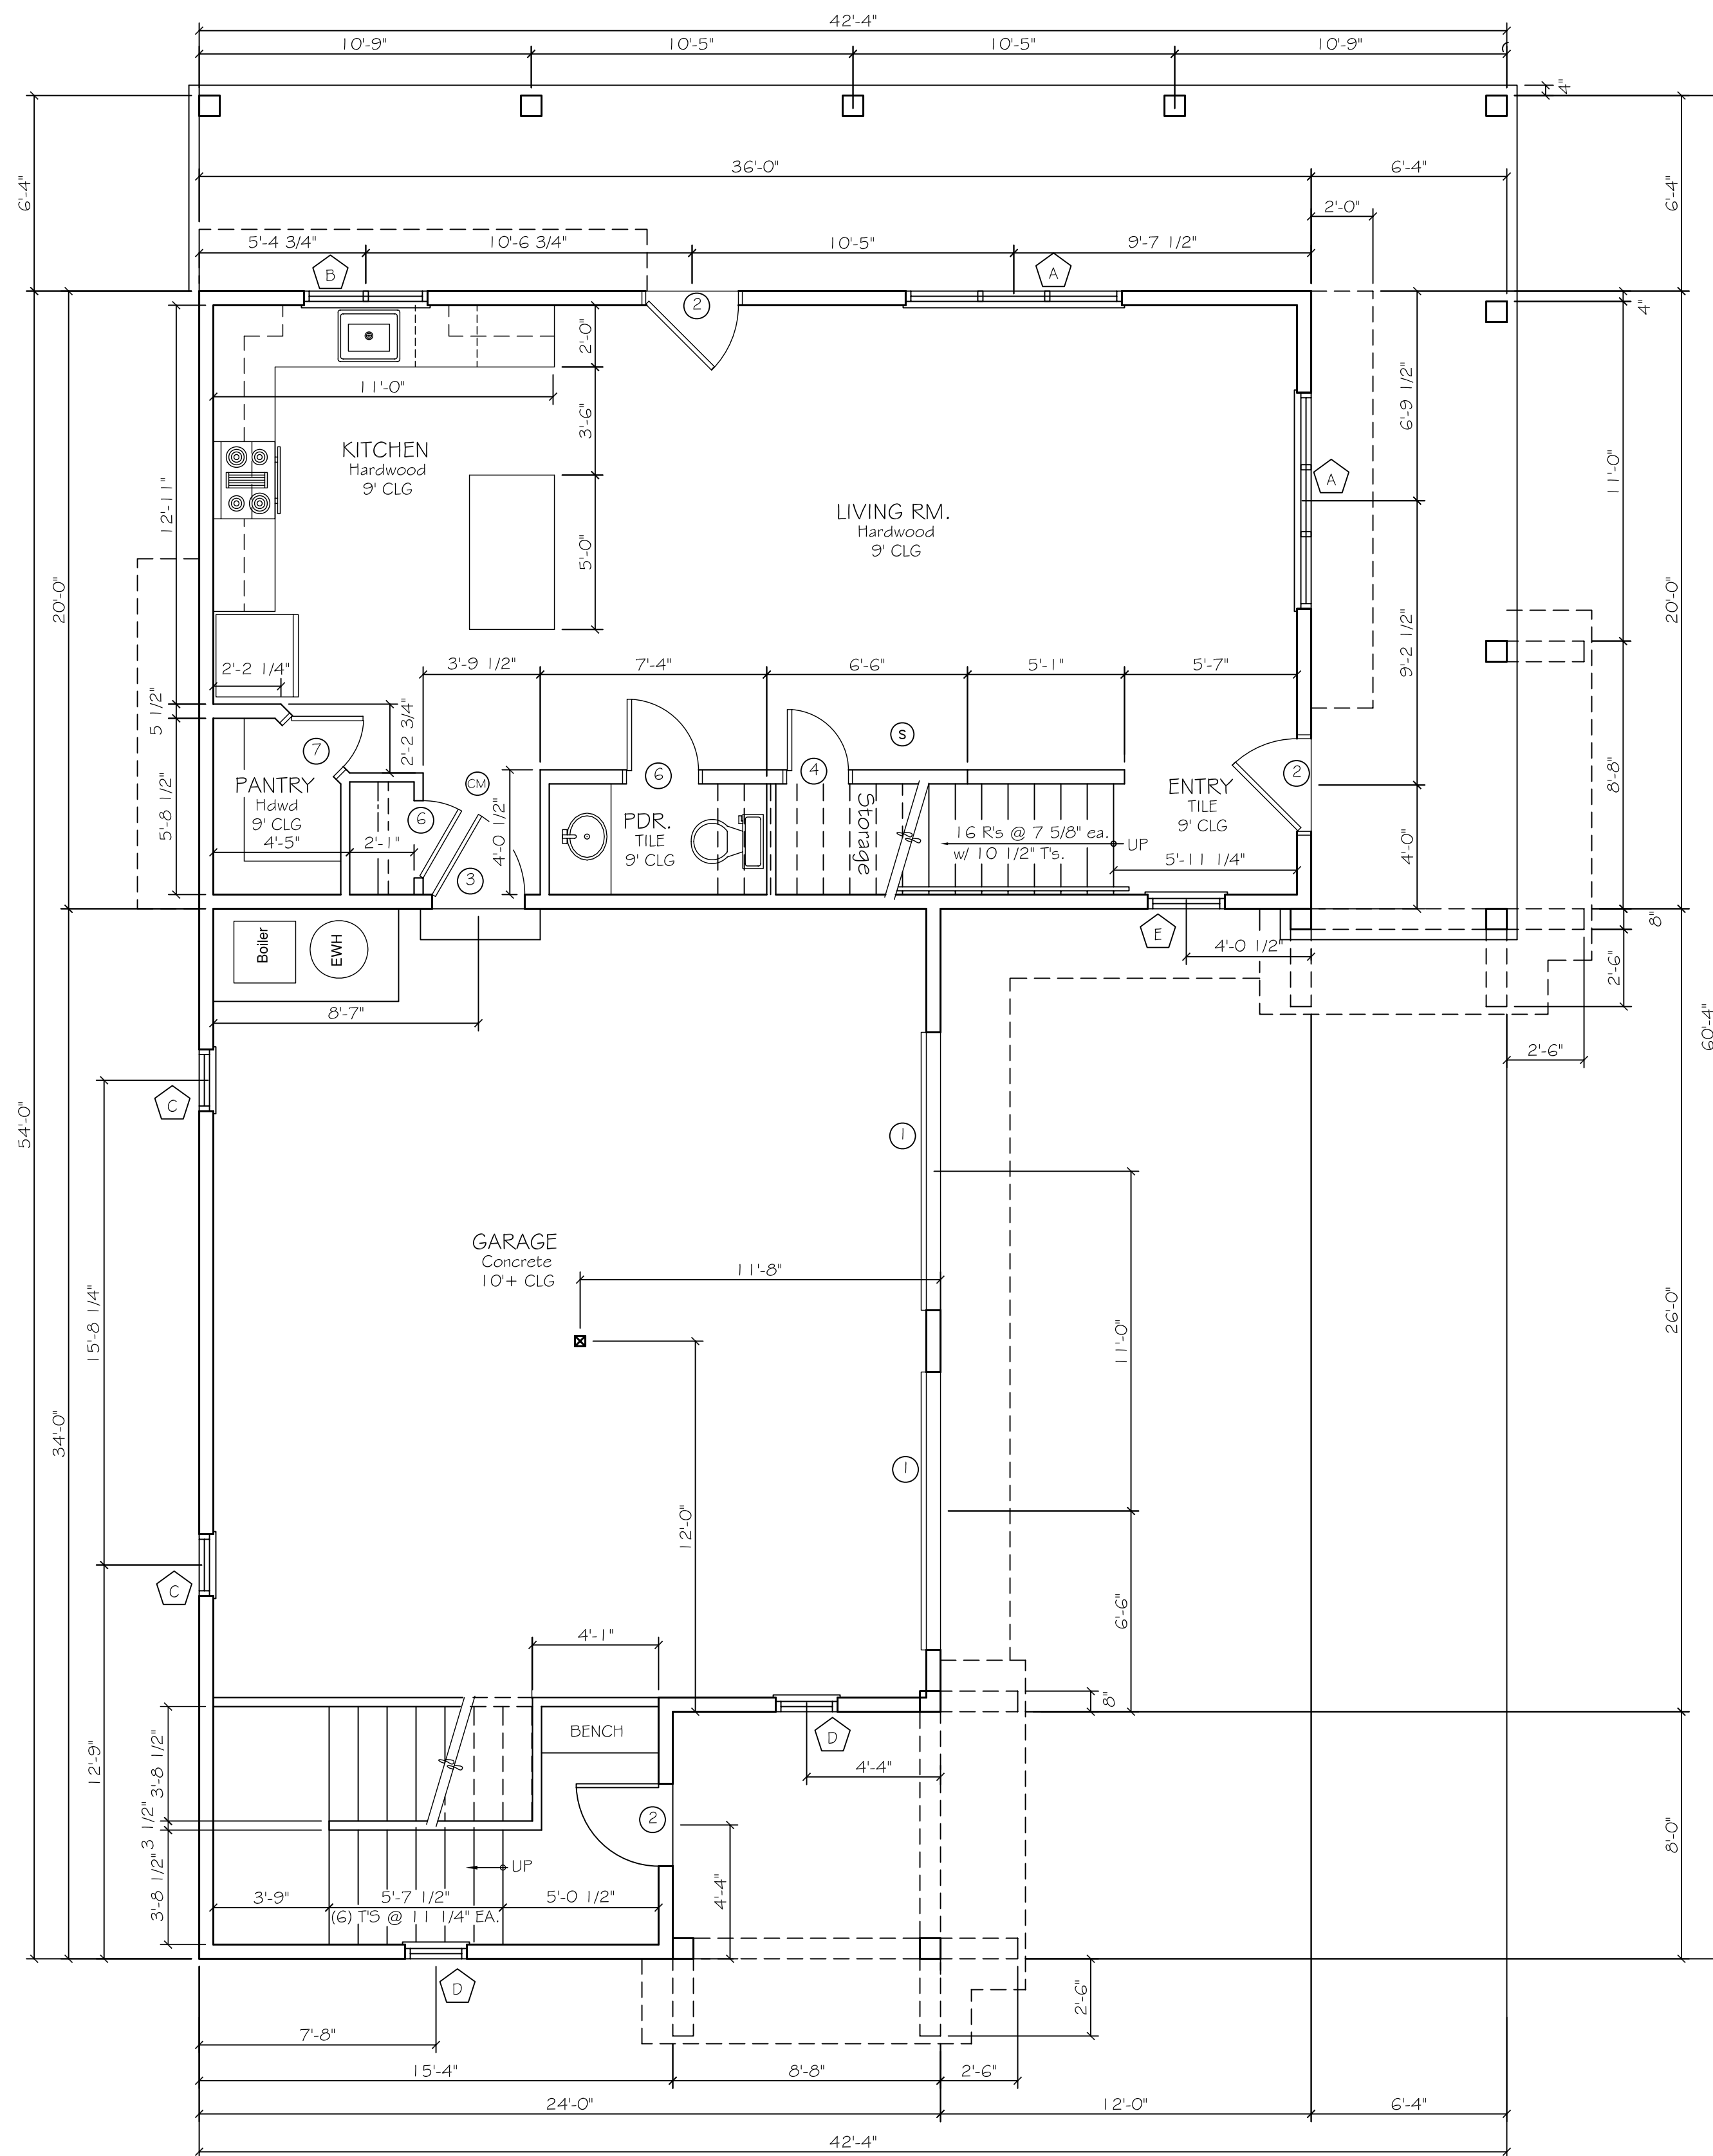 42'-4"
10'-9"
10'-5"
10'-5"
10'-9"
4"
6'-4"
36'-0"
6'-4"
6'-4"
2'-0"
5'-4 3/4"
10'-6 3/4"
10'-5"
9'-7 1/2"
B
A
2
4"
2'-0"
11'-0"
6'-9 1/2"
3'-6"
KITCHEN
Hardwood
9' CLG
A
11'-0"
12'-11"
LIVING RM.
Hardwood
9' CLG
5'-0"
20'-0"
20'-0"
9'-2 1/2"
2'-2 1/4"
3'-9 1/2"
7'-4"
6'-6"
5'-1"
5'-7"
5 1/2"
2'-2 3/4"
S
7
CM
6
4
2
PANTRY
Hdwd
9' CLG
ENTRY
TILE
9' CLG
8'-8"
5'-8 1/2"
6
4'-0 1/2"
PDR.
TILE
9' CLG
Storage
16 R's @ 7 5/8" ea.
w/ 10 1/2" T's.
UP
4'-0"
4'-5"
2'-1"
5'-11 1/4"
3
Boiler
EWH
E
4'-0 1/2"
8"
2'-6"
8'-7"
60'-4"
2'-6"
C
54'-0"
1
GARAGE
Concrete
10'+ CLG
11'-8"
15'-8 1/4"
11'-0"
26'-0"
34'-0"
1
12'-0"
C
6'-6"
4'-1"
8"
BENCH
D
12'-9"
3'-8 1/2"
4'-4"
3 1/2"
2
8'-0"
UP
3'-8 1/2"
4'-4"
3'-9"
5'-7 1/2"
5'-0 1/2"
(6) T'S @ 11 1/4" EA.
D
2'-6"
7'-8"
15'-4"
8'-8"
2'-6"
24'-0"
12'-0"
6'-4"
42'-4"